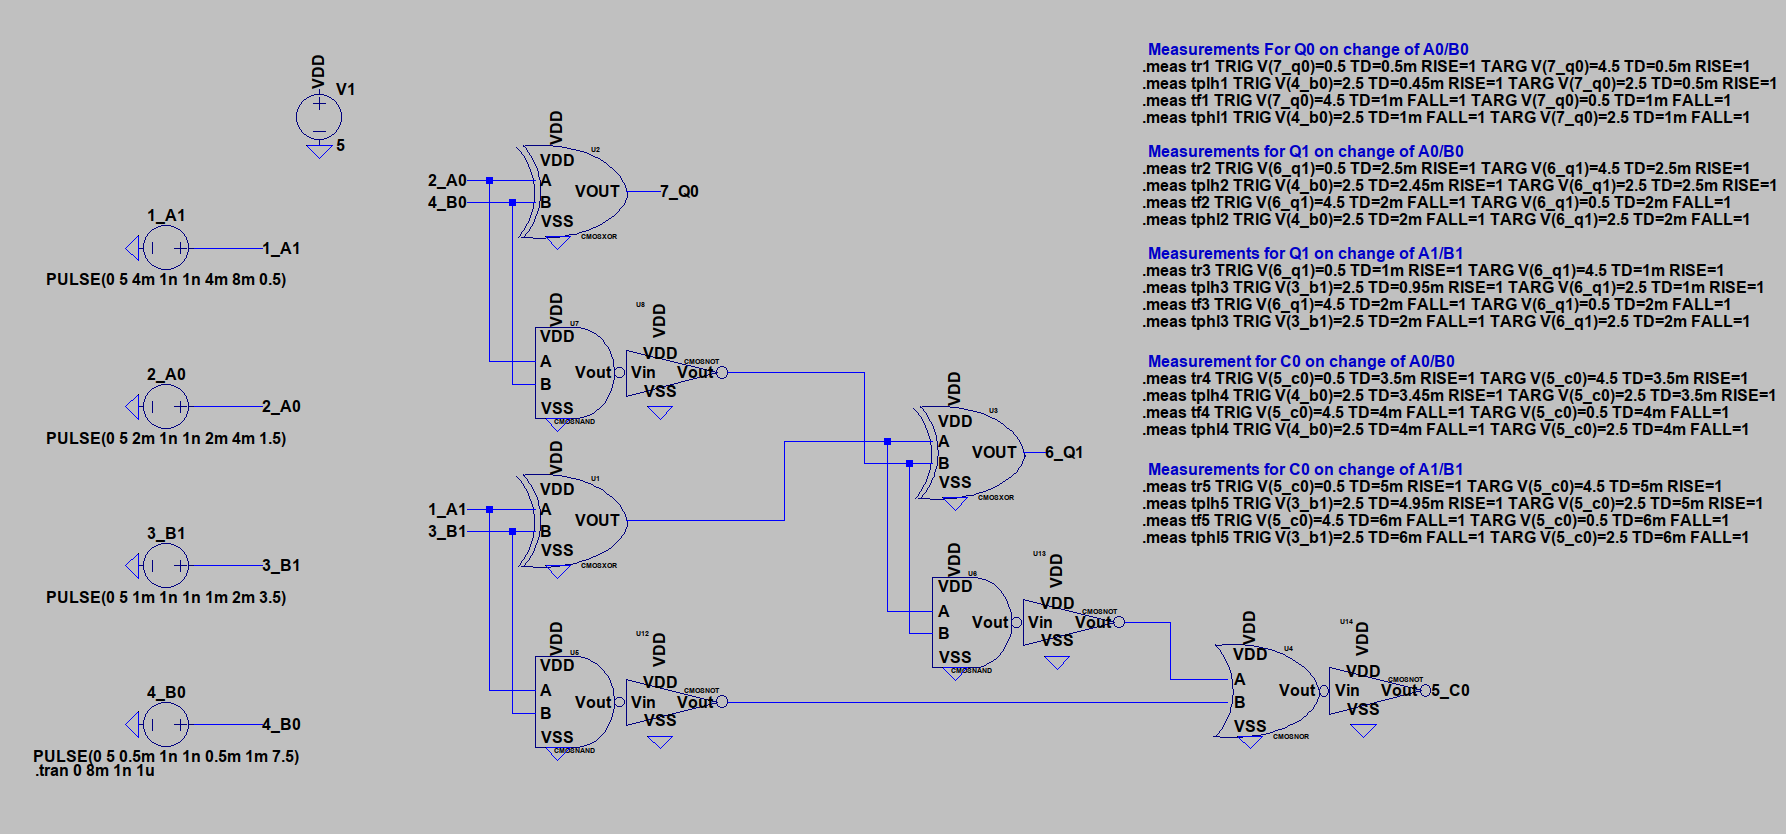 VDD
V1
5
1_A1
1_A1
PULSE(0 5 4m 1n 1n 4m 8m 0.5)
2_A0
2_A0
PULSE(0 5 2m 1n 1n 2m 4m 1.5)
3_B1
3_B1
PULSE(0 5 1m 1n 1n 1m 2m 3.5)
4_B0
4_B0
PULSE(0 5 0.5m 1n 1n 0.5m 1m 7.5)
.tran 0 8m 1n 1u
VDD
U2
VDD
2_A0
A
VOUT
7_Q0
4_B0
B
VSS
CMOSXOR
VDD
U7
VDD
A
Vout
B
VSS
CMOSNAND
U8
VDD
VDD
CMOSNOT
Vin
Vout
VSS
VDD
U1
VDD
1_A1
A
VOUT
3_B1
B
VSS
CMOSXOR
VDD
U5
VDD
A
Vout
B
VSS
CMOSNAND
U12
VDD
VDD
CMOSNOT
Vin
Vout
VSS
VDD
U3
VDD
A
VOUT
6_Q1
B
VSS
CMOSXOR
VDD
U6
VDD
A
Vout
B
VSS
CMOSNAND
U13
VDD
VDD
CMOSNOT
Vin
Vout
VSS
VDD
U4
VDD
A
Vout
B
VSS
CMOSNOR
U14
VDD
VDD
CMOSNOT
Vin
Vout
5_C0
VSS
Measurements For Q0 on change of A0/B0
.meas tr1 TRIG V(7_q0)=0.5 TD=0.5m RISE=1 TARG V(7_q0)=4.5 TD=0.5m RISE=1
.meas tplh1 TRIG V(4_b0)=2.5 TD=0.45m RISE=1 TARG V(7_q0)=2.5 TD=0.5m RISE=1
.meas tf1 TRIG V(7_q0)=4.5 TD=1m FALL=1 TARG V(7_q0)=0.5 TD=1m FALL=1
.meas tphl1 TRIG V(4_b0)=2.5 TD=1m FALL=1 TARG V(7_q0)=2.5 TD=1m FALL=1
Measurements for Q1 on change of A0/B0
.meas tr2 TRIG V(6_q1)=0.5 TD=2.5m RISE=1 TARG V(6_q1)=4.5 TD=2.5m RISE=1
.meas tplh2 TRIG V(4_b0)=2.5 TD=2.45m RISE=1 TARG V(6_q1)=2.5 TD=2.5m RISE=1
.meas tf2 TRIG V(6_q1)=4.5 TD=2m FALL=1 TARG V(6_q1)=0.5 TD=2m FALL=1
.meas tphl2 TRIG V(4_b0)=2.5 TD=2m FALL=1 TARG V(6_q1)=2.5 TD=2m FALL=1
Measurements for Q1 on change of A1/B1
.meas tr3 TRIG V(6_q1)=0.5 TD=1m RISE=1 TARG V(6_q1)=4.5 TD=1m RISE=1
.meas tplh3 TRIG V(3_b1)=2.5 TD=0.95m RISE=1 TARG V(6_q1)=2.5 TD=1m RISE=1
.meas tf3 TRIG V(6_q1)=4.5 TD=2m FALL=1 TARG V(6_q1)=0.5 TD=2m FALL=1
.meas tphl3 TRIG V(3_b1)=2.5 TD=2m FALL=1 TARG V(6_q1)=2.5 TD=2m FALL=1
Measurement for C0 on change of A0/B0
.meas tr4 TRIG V(5_c0)=0.5 TD=3.5m RISE=1 TARG V(5_c0)=4.5 TD=3.5m RISE=1
.meas tplh4 TRIG V(4_b0)=2.5 TD=3.45m RISE=1 TARG V(5_c0)=2.5 TD=3.5m RISE=1
.meas tf4 TRIG V(5_c0)=4.5 TD=4m FALL=1 TARG V(5_c0)=0.5 TD=4m FALL=1
.meas tphl4 TRIG V(4_b0)=2.5 TD=4m FALL=1 TARG V(5_c0)=2.5 TD=4m FALL=1
Measurements for C0 on change of A1/B1
.meas tr5 TRIG V(5_c0)=0.5 TD=5m RISE=1 TARG V(5_c0)=4.5 TD=5m RISE=1
.meas tplh5 TRIG V(3_b1)=2.5 TD=4.95m RISE=1 TARG V(5_c0)=2.5 TD=5m RISE=1
.meas tf5 TRIG V(5_c0)=4.5 TD=6m FALL=1 TARG V(5_c0)=0.5 TD=6m FALL=1
.meas tphl5 TRIG V(3_b1)=2.5 TD=6m FALL=1 TARG V(5_c0)=2.5 TD=6m FALL=1